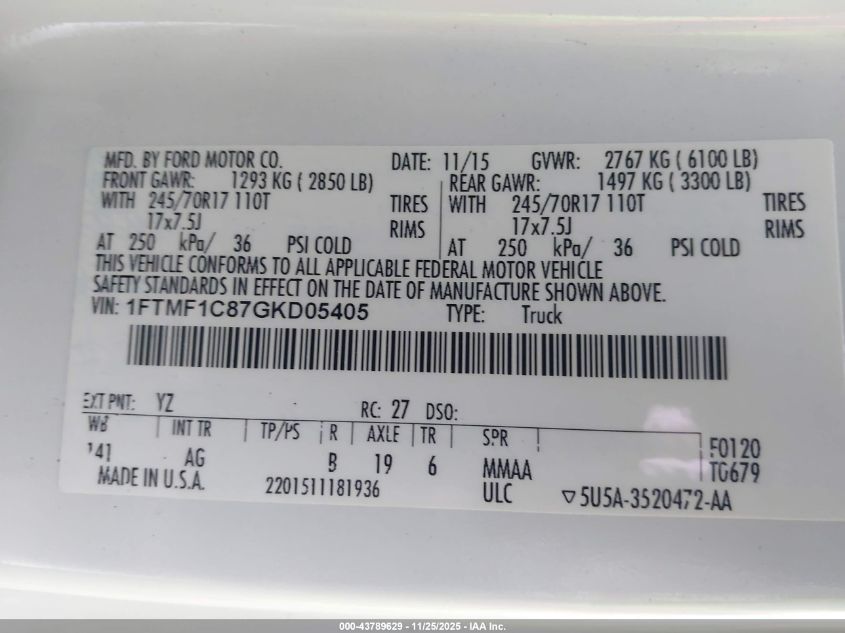 MFD. BY FORD MOTOR CO. DATE: 11/15 GVWR: 2767 KG ( 6100 LB)
FRONT GAWR: 1293 KG ( 2850 LB) REAR GAWR: 1497 KG ( 3300 LB)
WITH 245/70R17 110T TIRES WITH 245/70R17 110T TIRES
17x7.5J RIMS 17x7.5J RIMS
AT 250 kPa/ 36 PSI COLD AT 250 kPa/ 36 PSI COLD
THIS VEHICLE CONFORMS TO ALL APPLICABLE FEDERAL MOTOR VEHICLE
SAFETY STANDARDS IN EFFECT ON THE DATE OF MANUFACTURE SHOWN ABOVE.
VIN: 1FTMF1C87GKD05405 TYPE: Truck
EXT PNT: YZ RC: 27 DSO:
WB INT TR TP/PS R AXLE TR SPR F0120
141 AG B 19 6 MMAA TG679
MADE IN U.S.A. 2201511181936 ULC ▽5U5A-3520472-AA
000-43789629 - 11/25/2025 - IAA Inc.